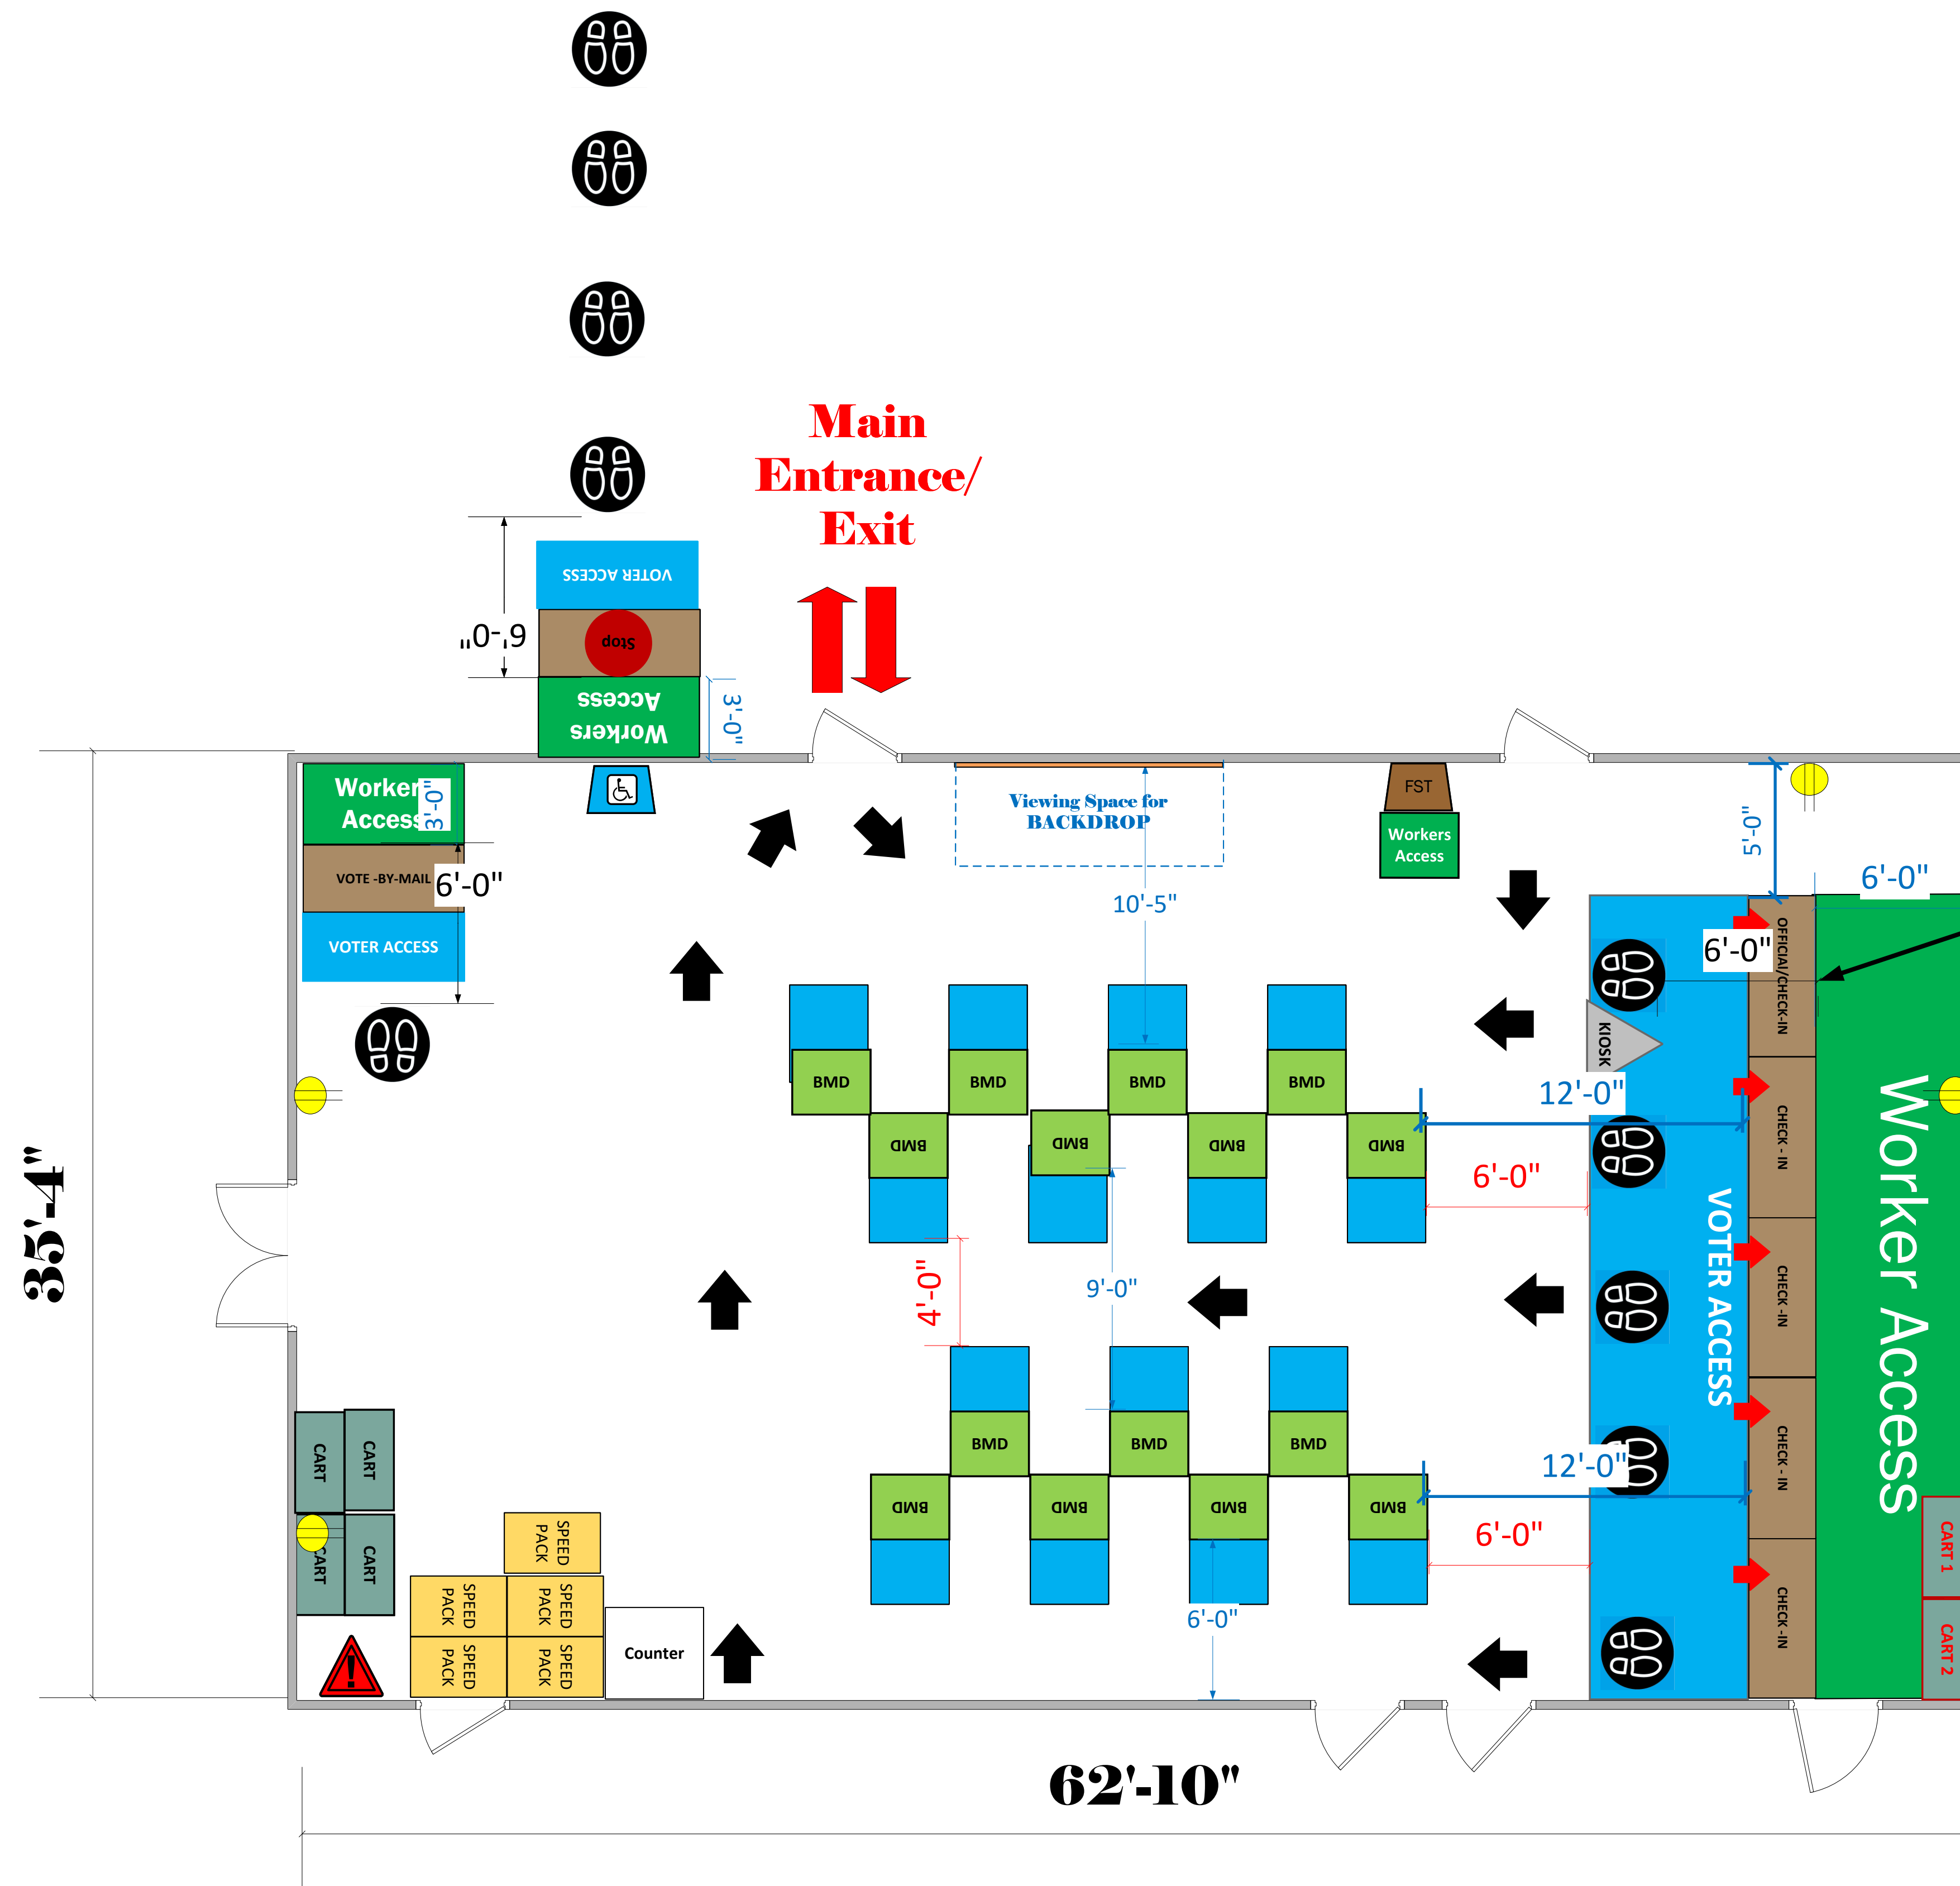 Main
Entrance/
Exit
VOTER ACCESS
Stop
6'-0"
Workers
Access
3'-0"
Workers
Access
3'-0"
VOTE -BY-MAIL
6'-0"
VOTER ACCESS
Viewing Space for
BACKDROP
10'-5"
FST
Workers
Access
5'-0"
6'-0"
6'-0"
OFFICIAl/CHECK-IN
KIOSK
12'-0"
BMD
BMD
BMD
BMD
BMD
BMD
BMD
BMD
CHECK - IN
6'-0"
VOTER ACCESS
Worker Access
CHECK -IN
4'-0"
9'-0"
35'-4"
BMD
BMD
BMD
CHECK - IN
12'-0"
BMD
BMD
BMD
BMD
6'-0"
CHECK -IN
6'-0"
CART
CART
CART
CART
SPEED
PACK
SPEED
PACK
SPEED
PACK
SPEED
PACK
SPEED
PACK
Counter
CART 1
CART 2
62'-10"